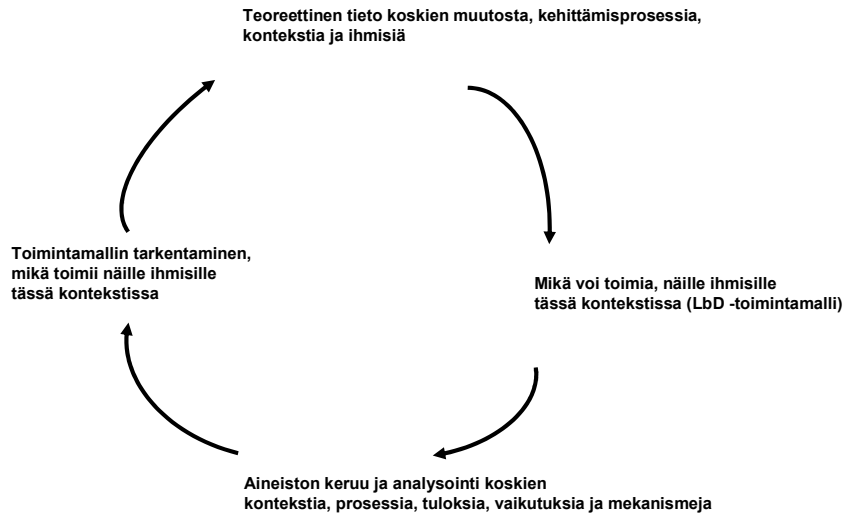 Teoreettinen tieto koskien muutosta, kehittämisprosessia,
kontekstia ja ihmisiä
Toimintamallin tarkentaminen,
mikä toimii näille ihmisille
tässä kontekstissa
Mikä voi toimia, näille ihmisille
tässä kontekstissa (LbD -toimintamalli)
Aineiston keruu ja analysointi koskien
kontekstia, prosessia, tuloksia, vaikutuksia ja mekanismeja